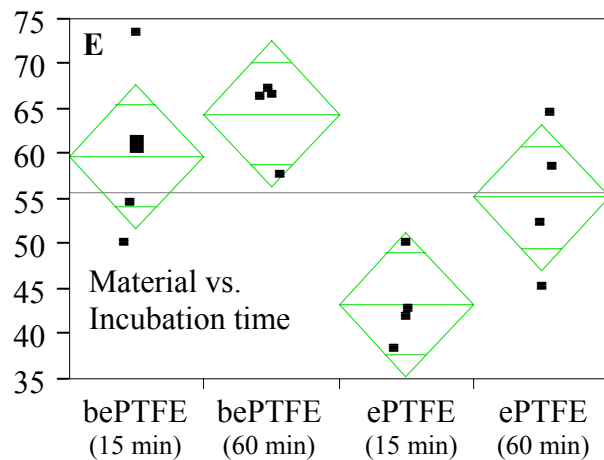 75
E
70
65
60
55
50
45
Material vs.
Incubation time
40
35
bePTFE bePTFE ePTFE ePTFE
(15 min) (60 min) (15 min) (60 min)